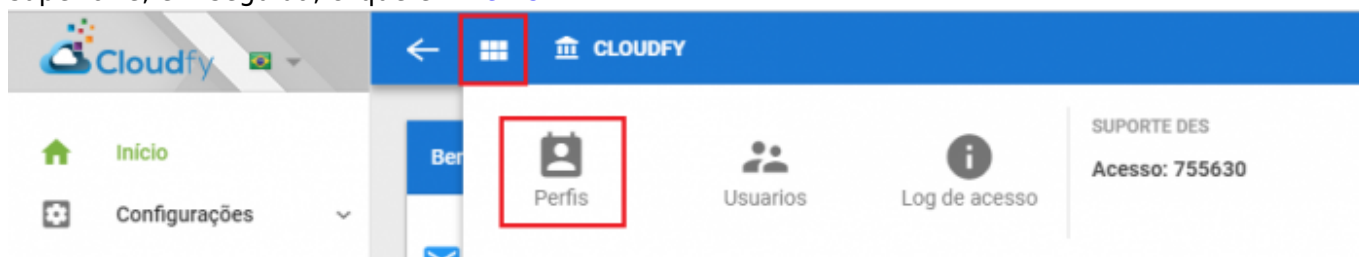 Cloudfy
CLOUDFY
SUPORTE DES
Início
Ber
Acesso: 755630
Perfis
Usuarios
Log de acesso
Configurações